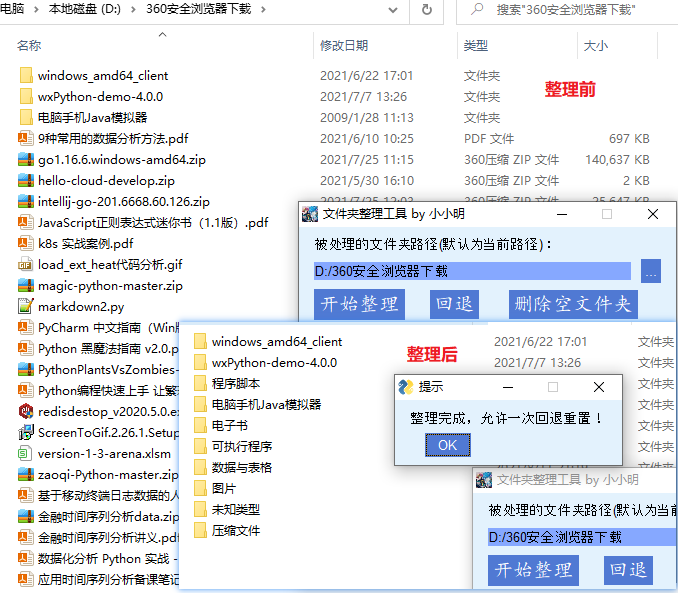 电脑 > 本地磁盘 (D:) > 360安全浏览器下载 >
搜索"360安全浏览器下载"
名称 修改日期 类型 大小
windows_amd64_client 2021/6/22 17:01 文件夹
整理前
wxPython-demo-4.0.0 2021/7/7 13:26 文件夹
电脑手机Java模拟器 2009/1/28 11:13 文件夹
9种常用的数据分析方法.pdf 2021/6/10 10:25 PDF 文件 697 KB
go1.16.6.windows-amd64.zip 2021/7/25 11:15 360压缩 ZIP 文件 140,637 KB
hello-cloud-develop.zip 2021/5/30 16:10 360压缩 ZIP 文件 2 KB
intellij-go-201.6668.60.126.zip 2021/7/25 12:03 360压缩 ZIP 文件 25,647 KB
JavaScript正则表达式迷你书（1.1版）.pdf
k8s 实战案例.pdf
load_ext_heat代码分析.gif
magic-python-master.zip
markdown2.py
PyCharm 中文指南（Win版
Python 黑魔法指南 v2.0.p
PythonPlantsVsZombies-
Python编程快速上手 让繁
redisdestop_v2020.5.0.ex
ScreenToGif.2.26.1.Setup
version-1-3-arena.xlsm
zaoqi-Python-master.zip
基于移动终端日志数据的人
金融时间序列分析data.zip
金融时间序列分析讲义.pdf
数据化分析 Python 实战 -
应用时间序列分析备课笔记
文件夹整理工具 by 小小明
被处理的文件夹路径(默认为当前路径)：
D:/360安全浏览器下载
...
开始整理 回退 删除空文件夹
整理后
windows_amd64_client 2021/6/22 17:01 文件夹
wxPython-demo-4.0.0 2021/7/7 13:26 文件夹
程序脚本 文件夹
电脑手机Java模拟器 文件夹
电子书 文件夹
可执行程序 文件夹
数据与表格
图片
未知类型
压缩文件
提示
整理完成，允许一次回退重置！
OK
文件夹整理工具 by 小小明
被处理的文件夹路径(默认为当前
D:/360安全浏览器下载
开始整理 回退